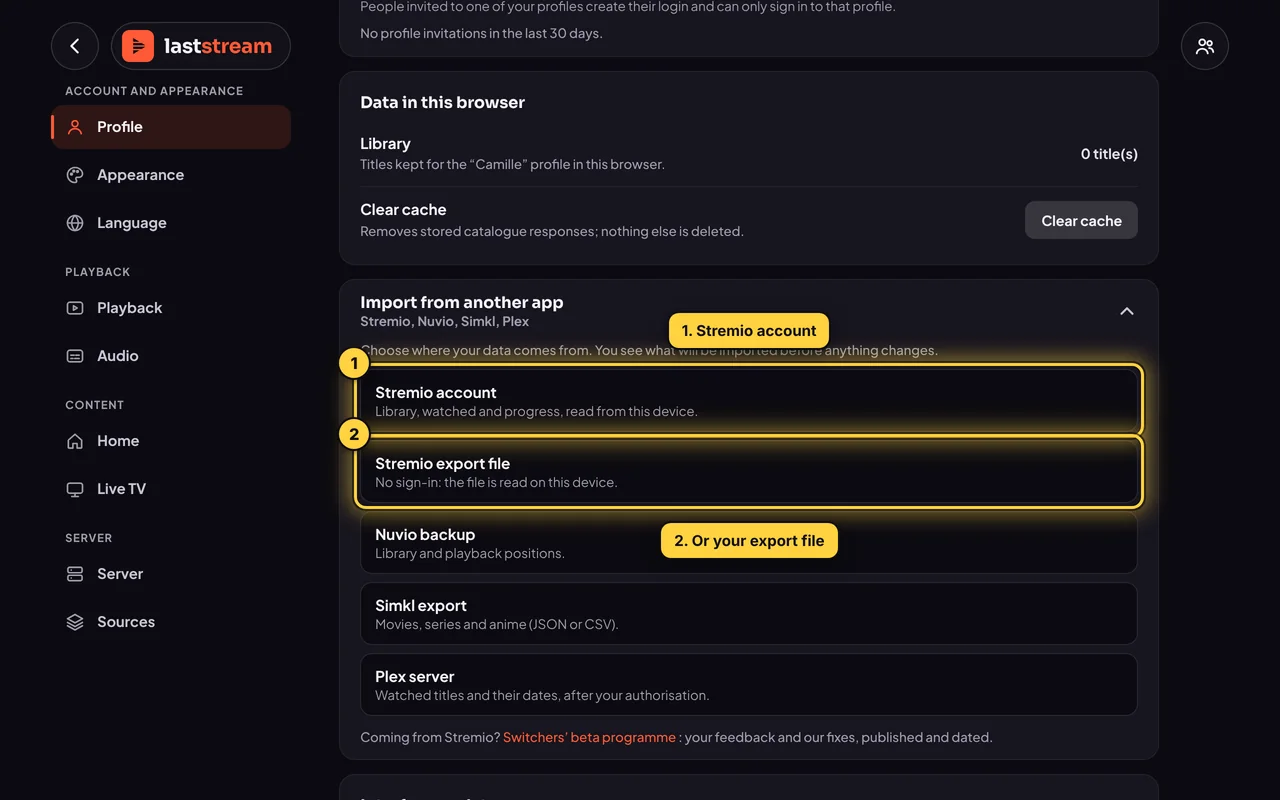 People invited to one of your profiles create their login and can only sign in to that profile.
No profile invitations in the last 30 days.
laststream
ACCOUNT AND APPEARANCE
Profile
Appearance
Language
PLAYBACK
Playback
Audio
CONTENT
Home
Live TV
SERVER
Server
Sources
Data in this browser
Library
Titles kept for the “Camille” profile in this browser.
0 title(s)
Clear cache
Removes stored catalogue responses; nothing else is deleted.
Clear cache
Import from another app
Stremio, Nuvio, Simkl, Plex
1. Stremio account
Choose where your data comes from. You see what will be imported before anything changes.
1
Stremio account
Library, watched and progress, read from this device.
2
Stremio export file
No sign-in: the file is read on this device.
Nuvio backup
Library and playback positions.
2. Or your export file
Simkl export
Movies, series and anime (JSON or CSV).
Plex server
Watched titles and their dates, after your authorisation.
Coming from Stremio? Switchers’ beta programme : your feedback and our fixes, published and dated.